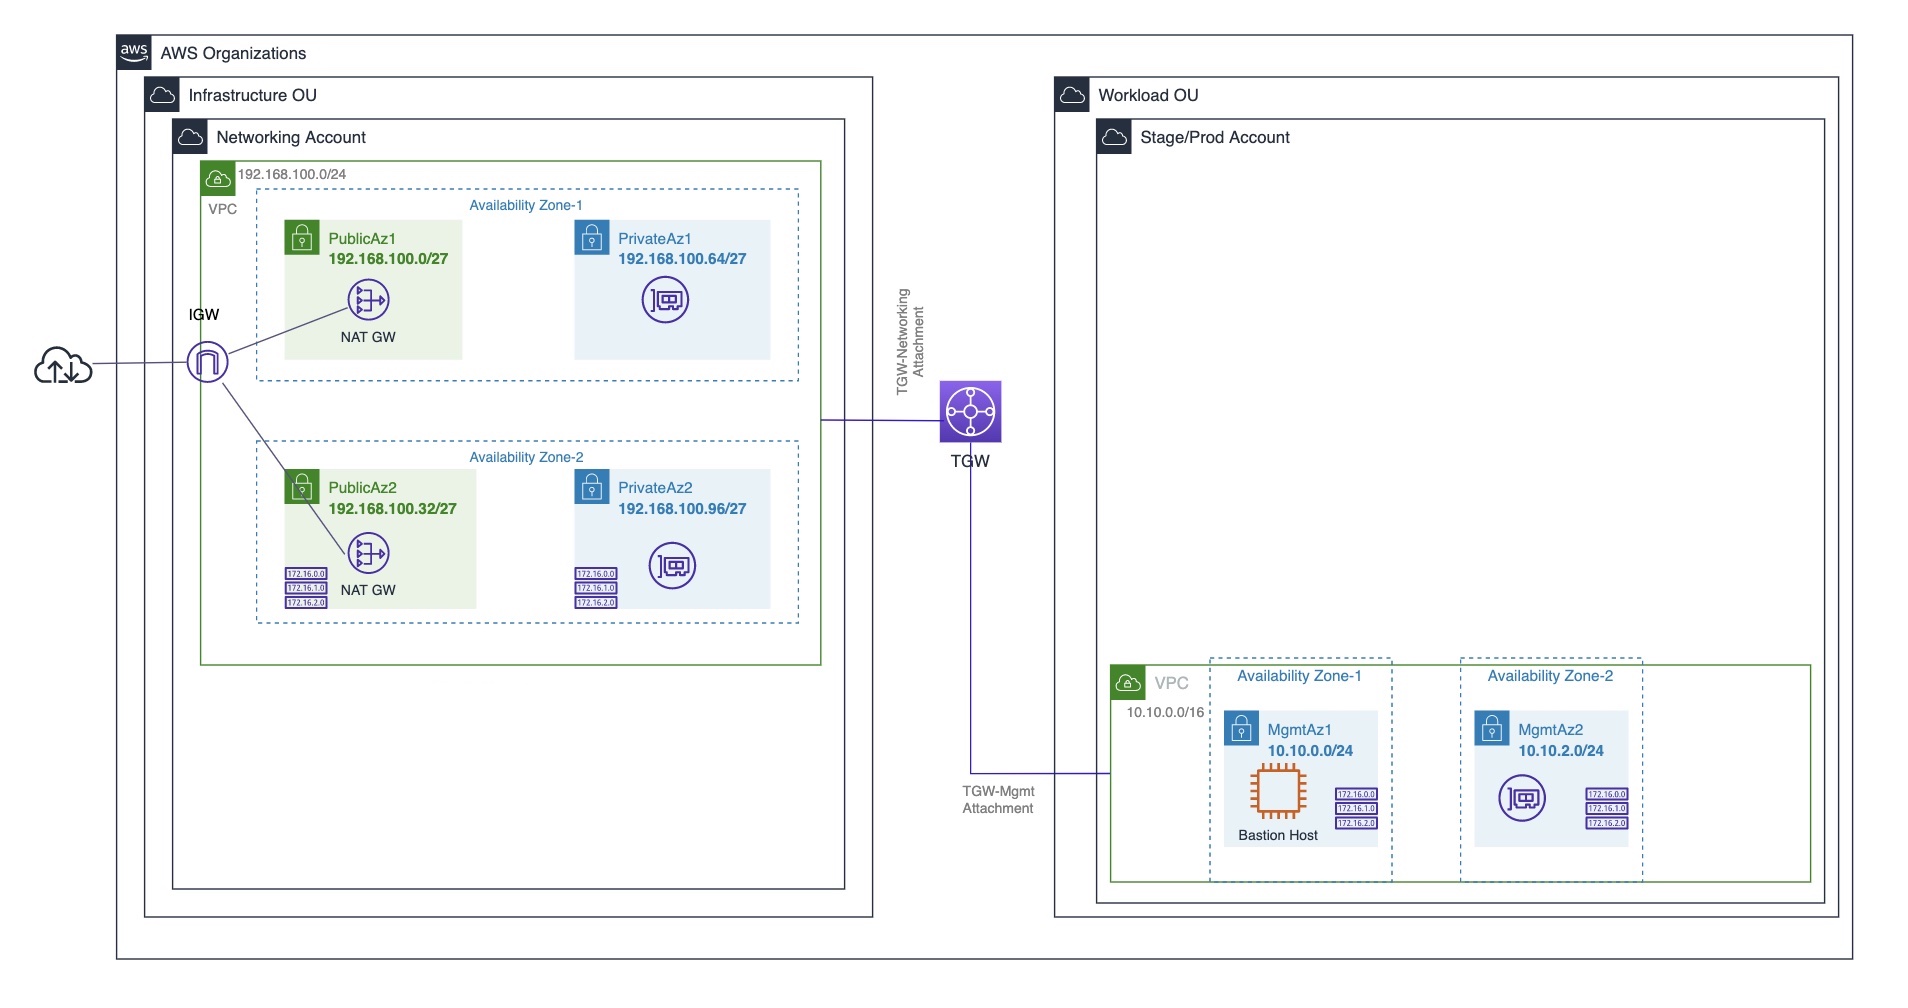 aws
AWS Organizations
Infrastructure OU
Networking Account
192.168.100.0/24
VPC
Availability Zone-1
PublicAz1
192.168.100.0/27
NAT GW
PrivateAz1
192.168.100.64/27
IGW
Availability Zone-2
PublicAz2
192.168.100.32/27
172.16.0.0
172.16.1.0
172.16.2.0
NAT GW
PrivateAz2
192.168.100.96/27
172.16.0.0
172.16.1.0
172.16.2.0
TGW-Networking
Attachment
TGW
TGW-Mgmt
Attachment
Workload OU
Stage/Prod Account
VPC
10.10.0.0/16
Availability Zone-1
MgmtAz1
10.10.0.0/24
Bastion Host
172.16.0.0
172.16.1.0
172.16.2.0
Availability Zone-2
MgmtAz2
10.10.2.0/24
172.16.0.0
172.16.1.0
172.16.2.0